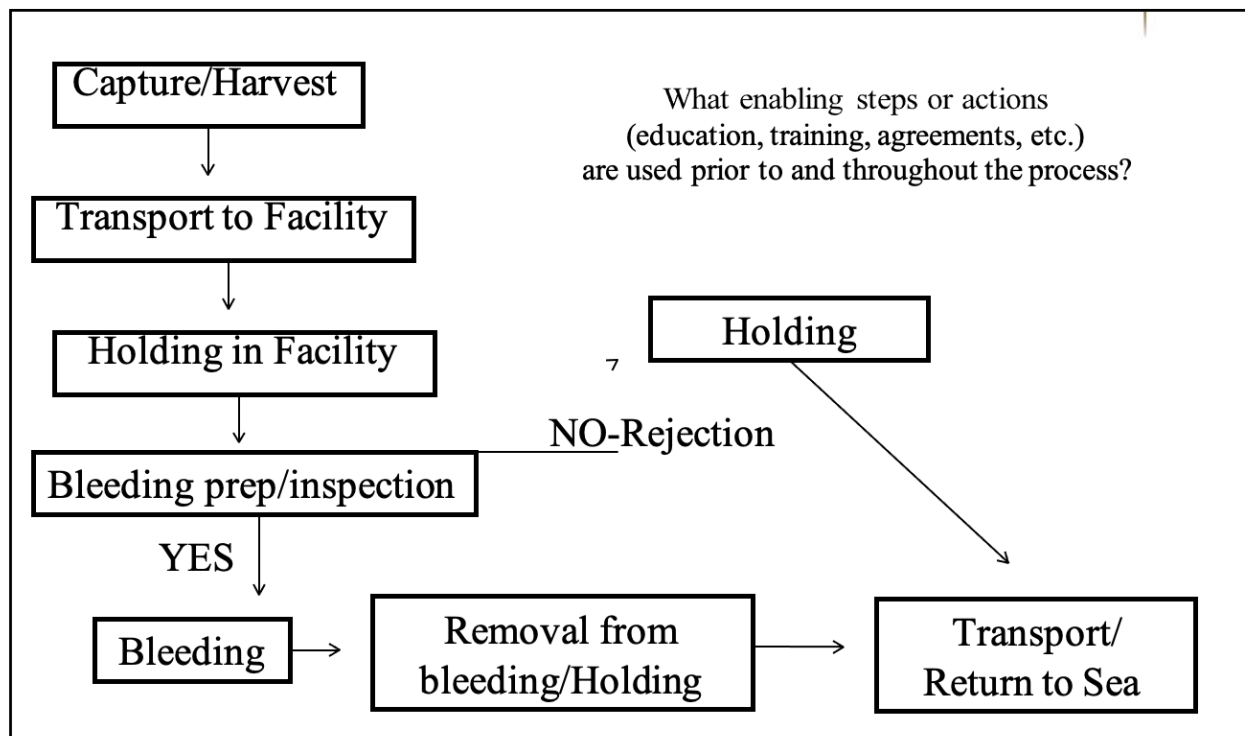 Capture/Harvest
What enabling steps or actions
(education, training, agreements, etc.)
are used prior to and throughout the process?
Transport to Facility
Holding in Facility
Holding
NO-Rejection
Bleeding prep/inspection
YES
Bleeding
Removal from
bleeding/Holding
Transport/
Return to Sea